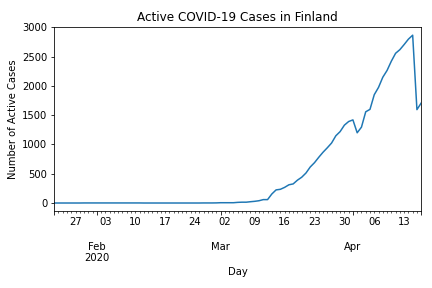 Active COVID-19 Cases in Finland
3000
2500
2000
1500
1000
500
0
Number of Active Cases
27 03 10 17 24 02 09 16 23 30 06 13
Feb Mar Apr
2020
Day